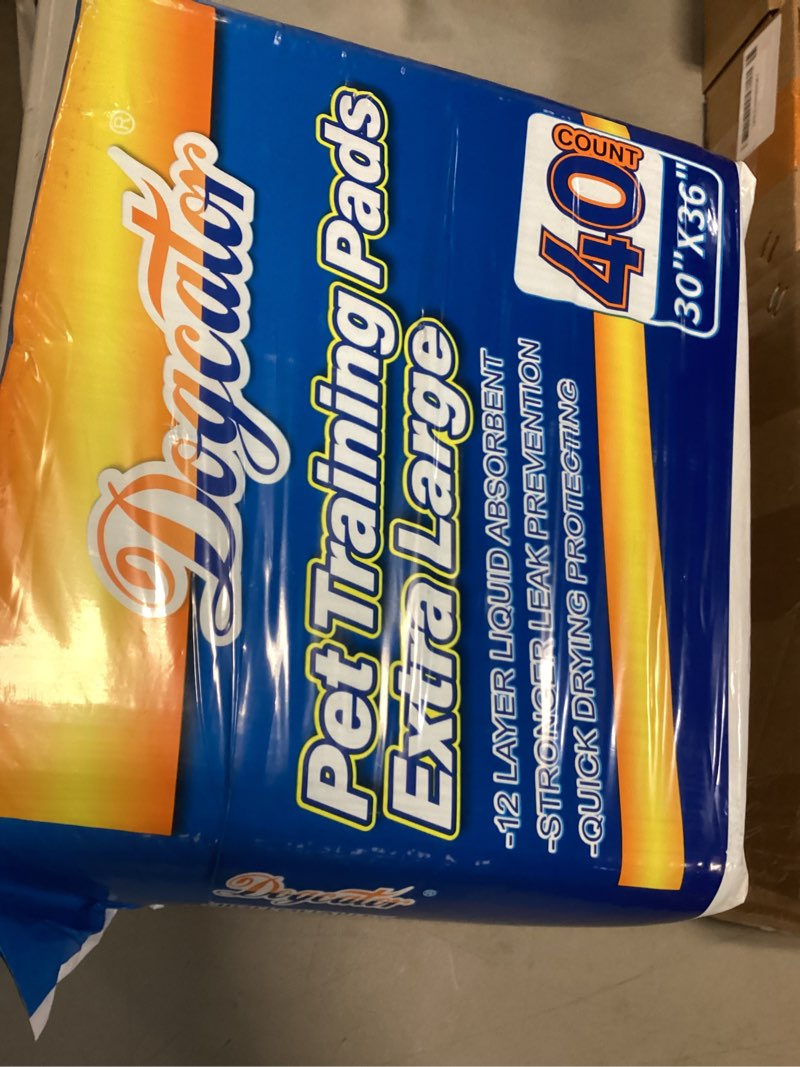 Dogcator®
Pet Training Pads
Extra Large
-12 LAYER LIQUID ABSORBENT
-STRONGER LEAK PREVENTION
-QUICK DRYING PROTECTING
COUNT
40
30"X36"
Dogcator®